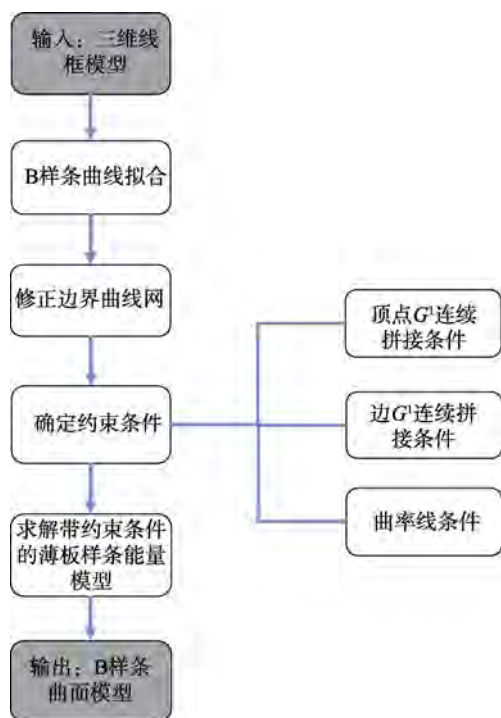 输入：三维线
框模型
B样条曲线拟合
修正边界曲线网
确定约束条件
求解带约束条件
的薄板样条能量
模型
输出：B样条
曲面模型
顶点G¹连续
拼接条件
边G¹连续拼
接条件
曲率线条件